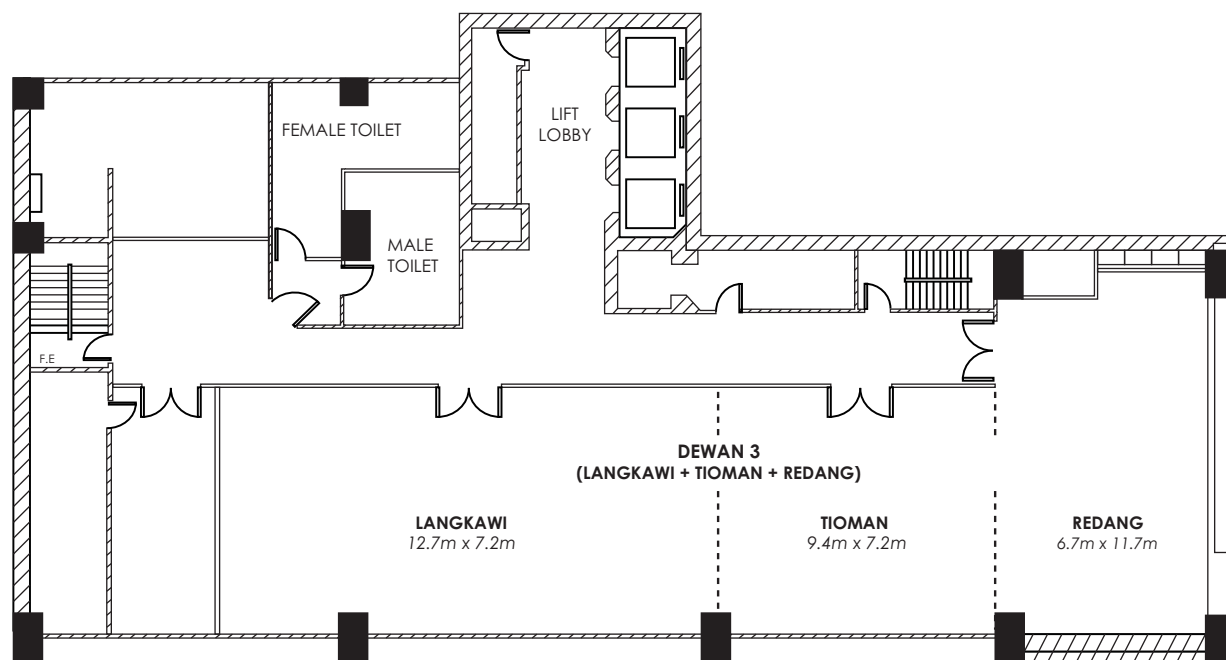 LIFT
LOBBY
FEMALE TOILET
MALE
TOILET
F.E
DEWAN 3
(LANGKAWI + TIOMAN + REDANG)
LANGKAWI
12.7m x 7.2m
TIOMAN
9.4m x 7.2m
REDANG
6.7m x 11.7m